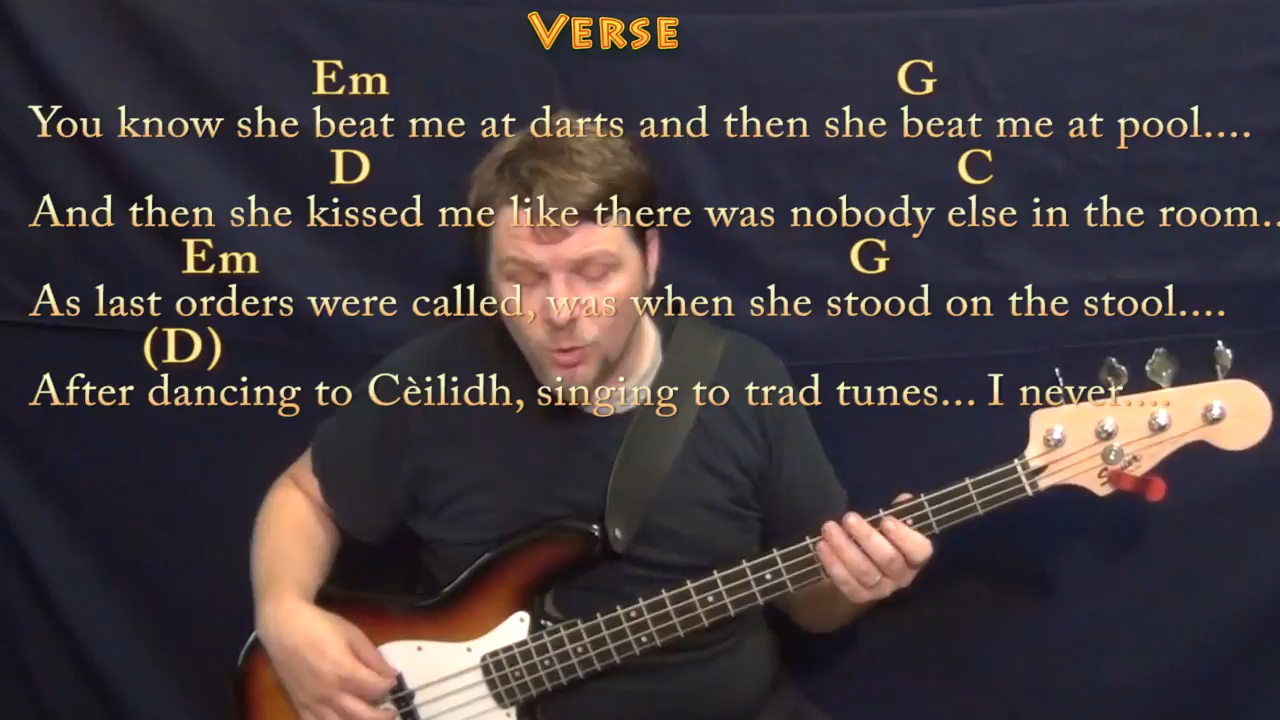 VERSE
Em G
You know she beat me at darts and then she beat me at pool....
D C
And then she kissed me like there was nobody else in the room..
Em G
As last orders were called, was when she stood on the stool....
(D)
After dancing to Cèilidh, singing to trad tunes... I never....
Squier